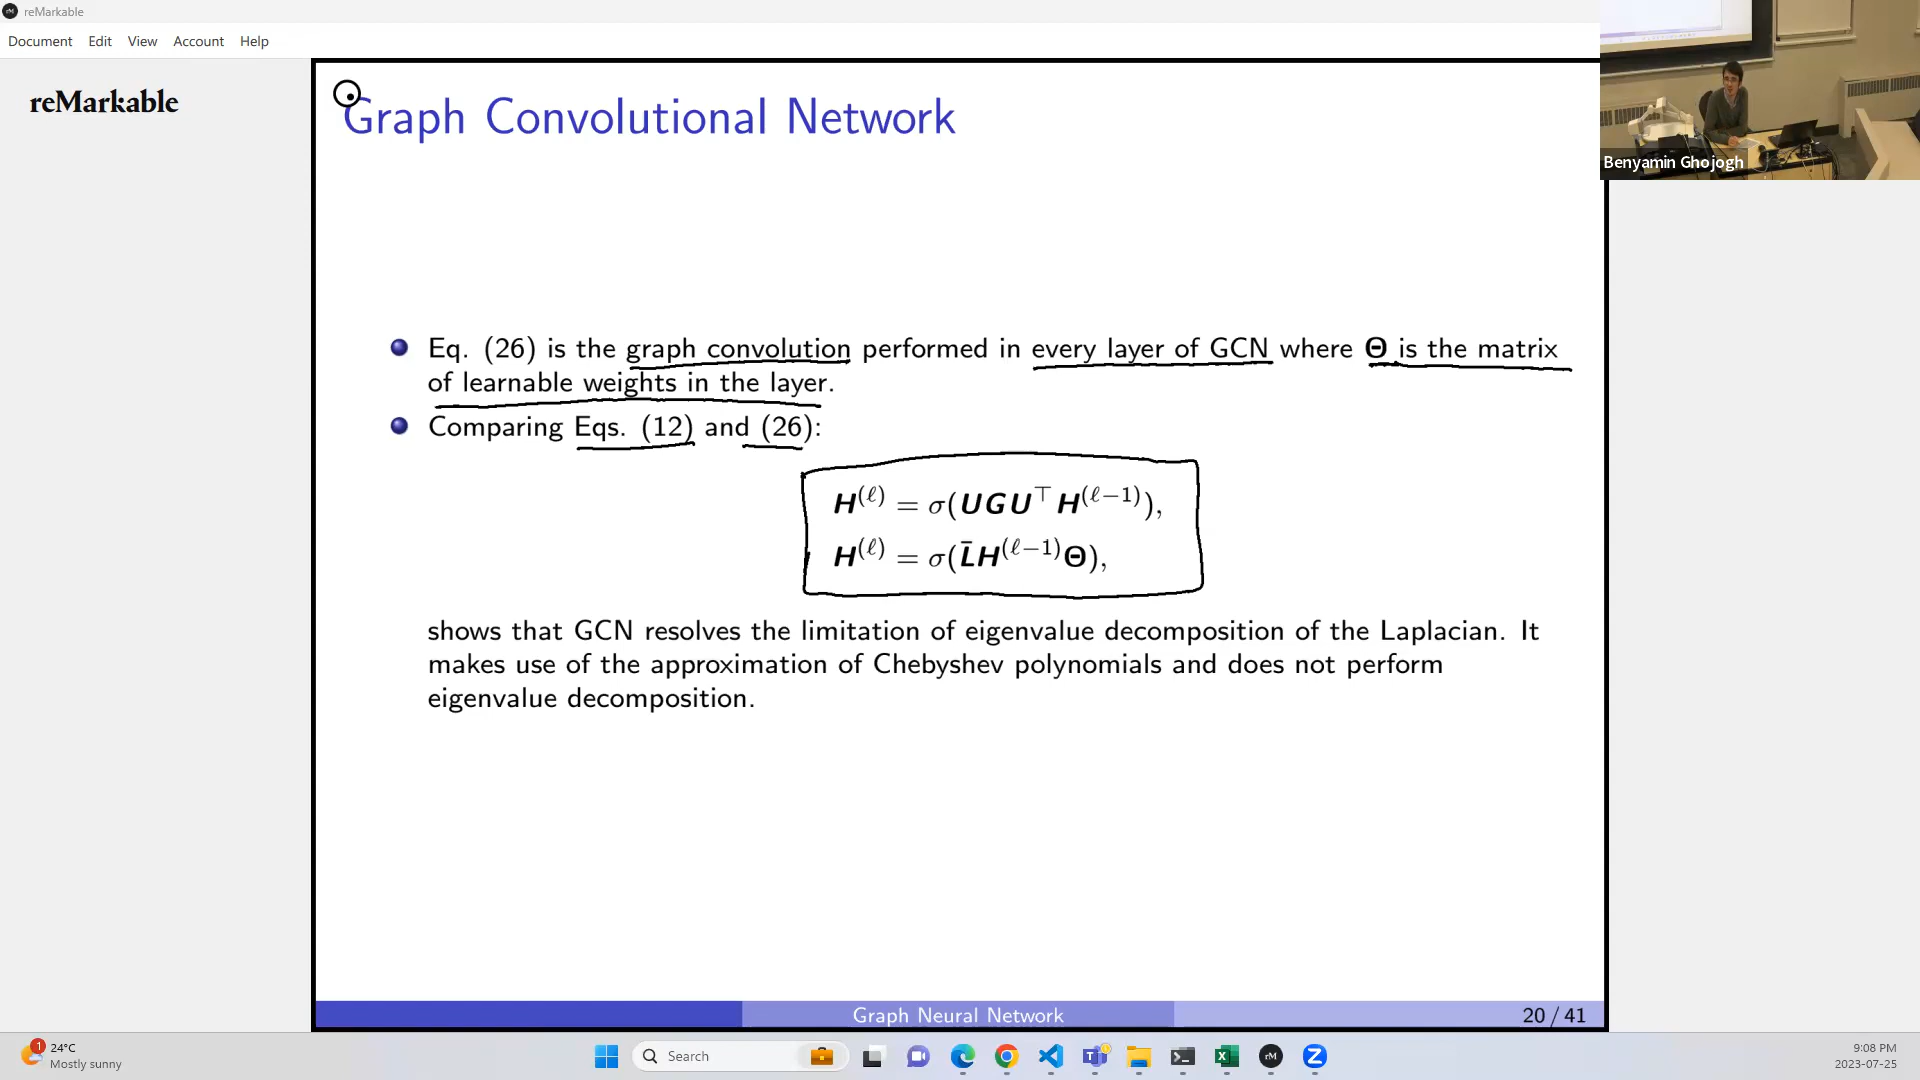 reMarkable
Document Edit View Account Help
reMarkable
Graph Convolutional Network
Eq. (26) is the graph convolution performed in every layer of GCN where Θ is the matrix
of learnable weights in the layer.
Comparing Eqs. (12) and (26):
H^(ℓ) = σ(UGU^⊤ H^(ℓ−1)),
H^(ℓ) = σ(L̄H^(ℓ−1)Θ),
shows that GCN resolves the limitation of eigenvalue decomposition of the Laplacian. It
makes use of the approximation of Chebyshev polynomials and does not perform
eigenvalue decomposition.
Graph Neural Network
20 / 41
Benyamin Ghojogh
1
24°C
Mostly sunny
Search
rM
9:08 PM
2023-07-25